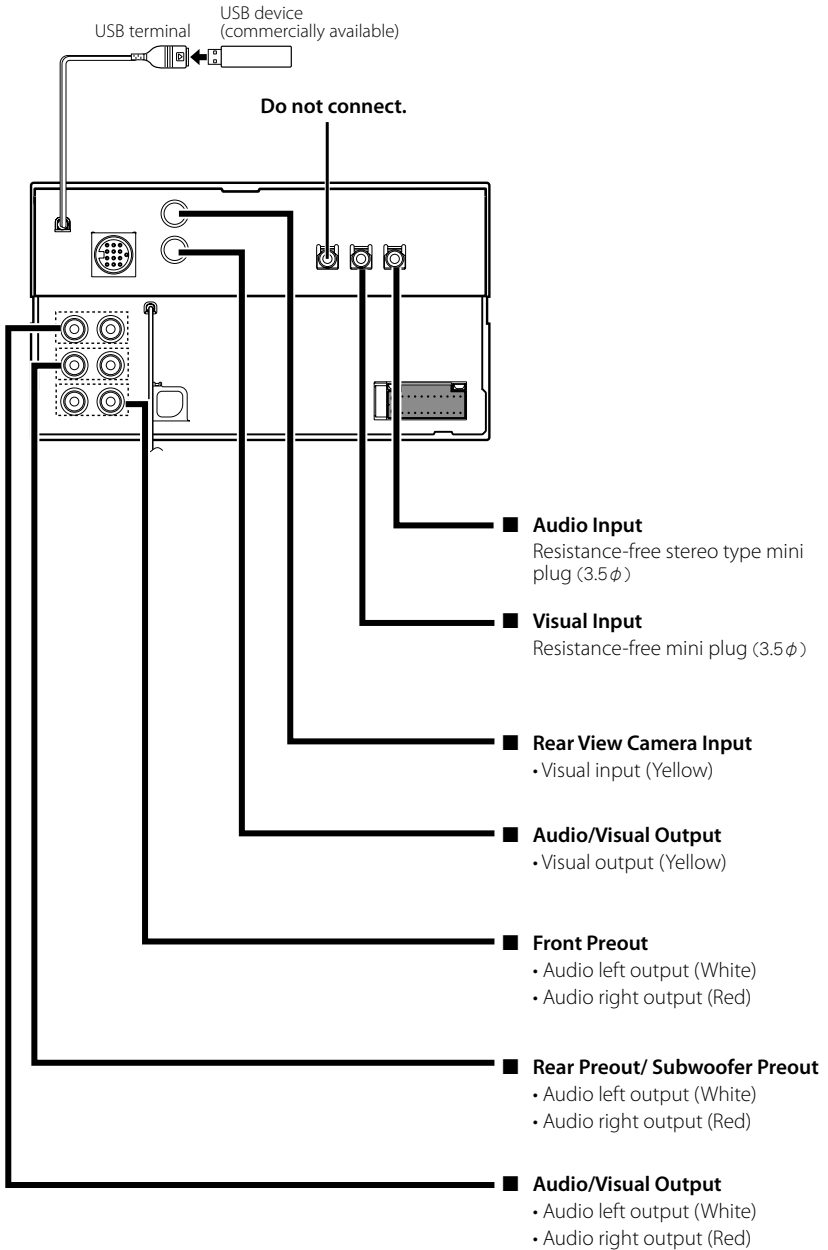 USB device
USB terminal
(commercially available)
Do not connect.
■ Audio Input
Resistance-free stereo type mini
plug (3.5φ)
■ Visual Input
Resistance-free mini plug (3.5φ)
■ Rear View Camera Input
• Visual input (Yellow)
■ Audio/Visual Output
• Visual output (Yellow)
■ Front Preout
• Audio left output (White)
• Audio right output (Red)
■ Rear Preout/ Subwoofer Preout
• Audio left output (White)
• Audio right output (Red)
■ Audio/Visual Output
• Audio left output (White)
• Audio right output (Red)